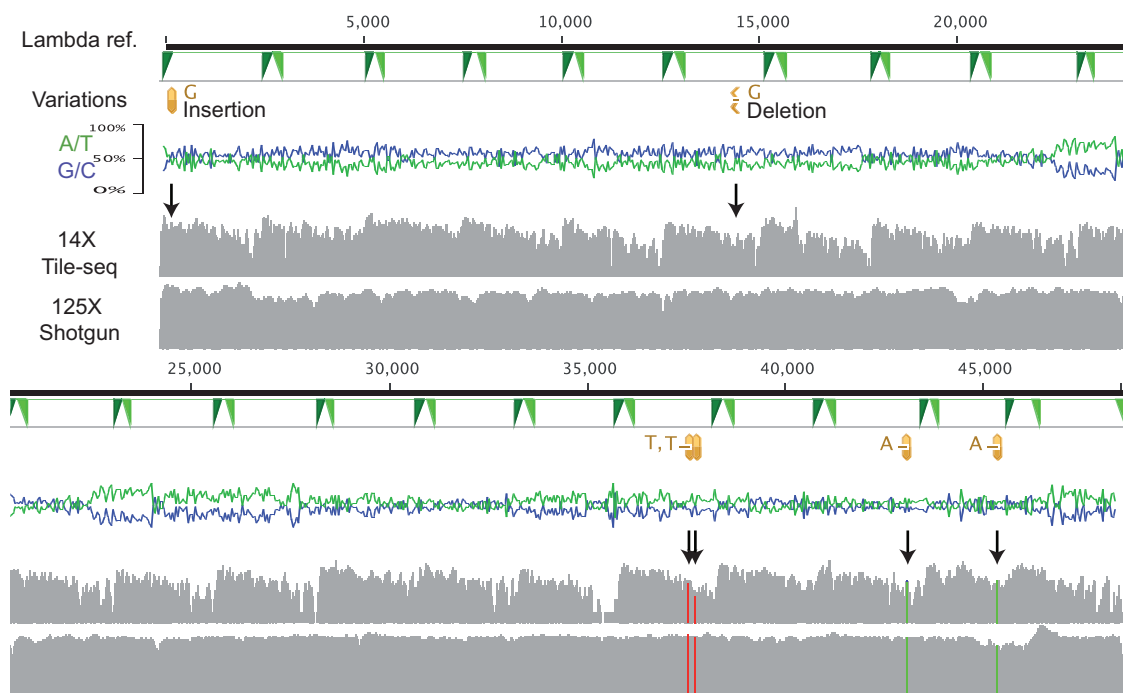 5,000 10,000 15,000 20,000
Lambda ref.
Variations
G
Insertion
G
Deletion
100%
A/T
50%
G/C
0%
14X
Tile-seq
125X
Shotgun
25,000 30,000 35,000 40,000 45,000
T, T A A